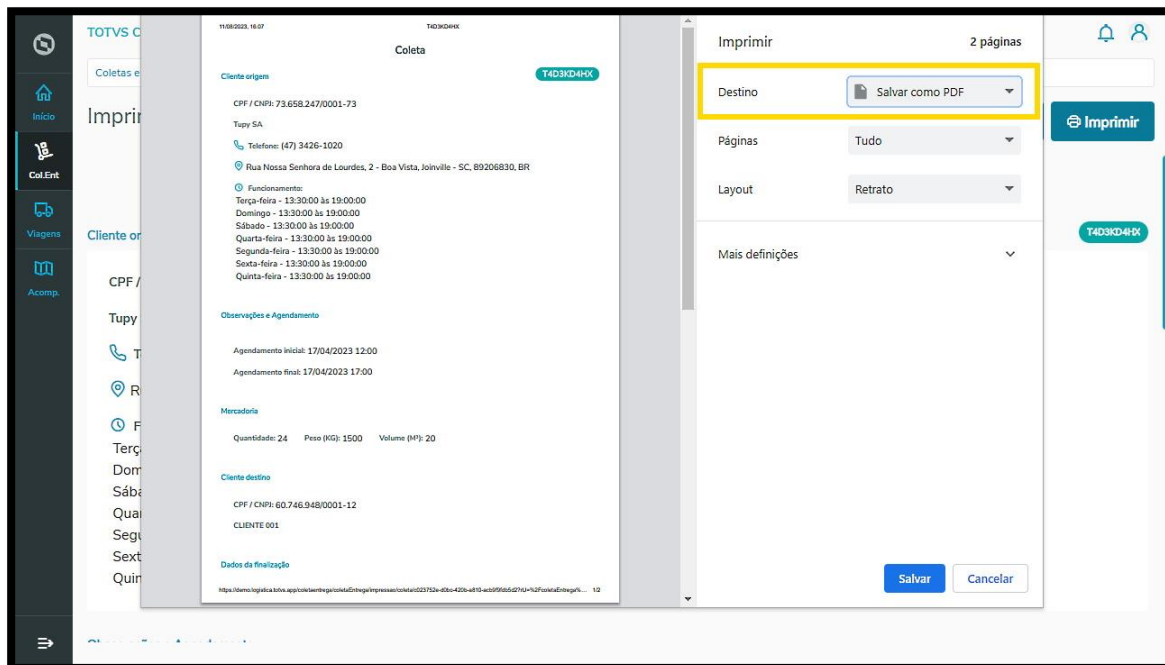 Início
Col.Ent
Viagens
Acomp.
TOTVS C
Coletas e
Imprir
Cliente or
CPF /
Tupy
T
R
F
Terç
Dom
Sába
Qua
Segu
Sext
Quin
11/08/2023, 16:07 T4D3KD4HX
Coleta
Cliente origem T4D3KD4HX
CPF / CNPJ: 73.658.247/0001-73
Tupy SA
Telefone: (47) 3426-1020
Rua Nossa Senhora de Lourdes, 2 - Boa Vista, Joinville - SC, 89206830, BR
Funcionamento:
Terça-feira - 13:30:00 às 19:00:00
Domingo - 13:30:00 às 19:00:00
Sábado - 13:30:00 às 19:00:00
Quarta-feira - 13:30:00 às 19:00:00
Segunda-feira - 13:30:00 às 19:00:00
Sexta-feira - 13:30:00 às 19:00:00
Quinta-feira - 13:30:00 às 19:00:00
Observações e Agendamento
Agendamento inicial: 17/04/2023 12:00
Agendamento final: 17/04/2023 17:00
Mercadoria
Quantidade: 24 Peso (KG): 1500 Volume (M³): 20
Cliente destino
CPF / CNPJ: 60.746.948/0001-12
CLIENTE 001
Dados da finalização
1/2
Imprimir 2 páginas
Destino Salvar como PDF
Páginas Tudo
Layout Retrato
Mais definições
Salvar Cancelar
Imprimir
T4D3KD4HX